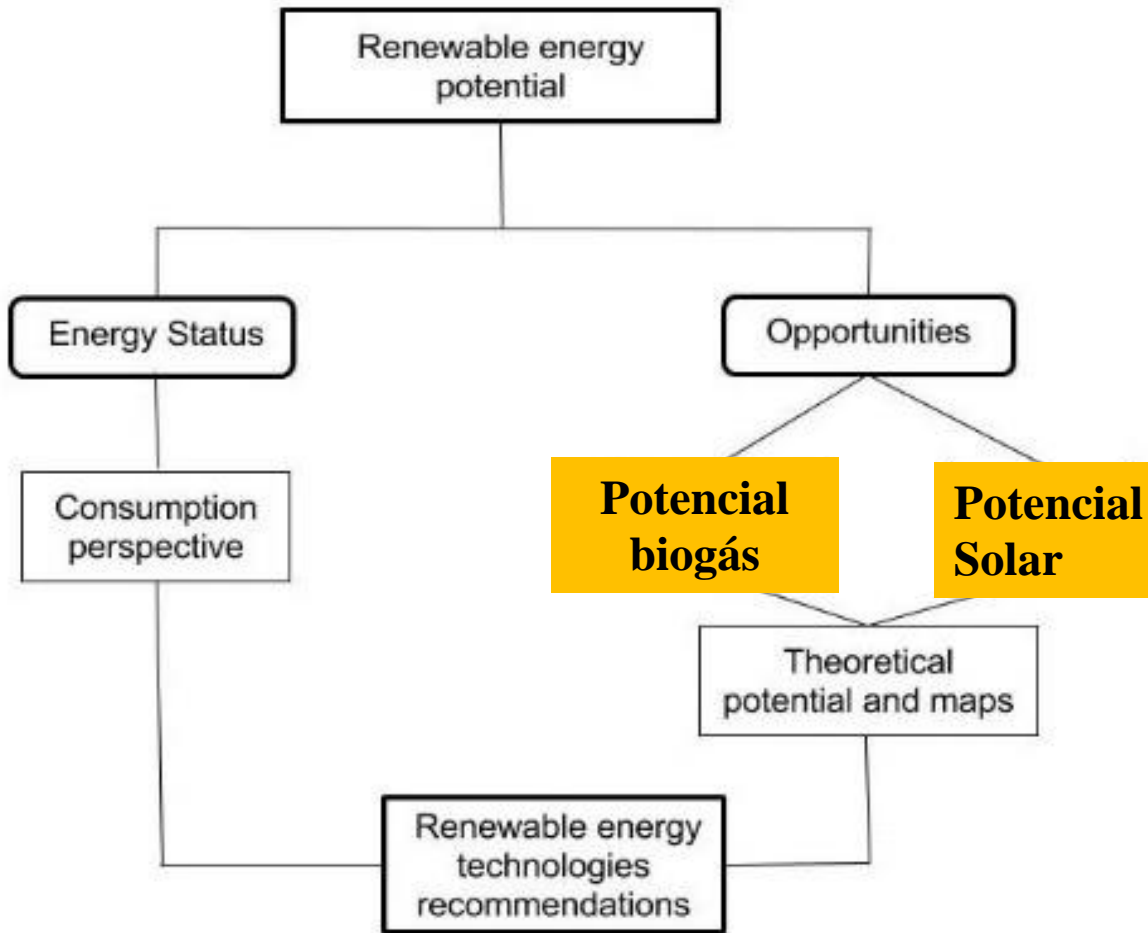 Renewable energy
potential
Energy Status
Opportunities
Consumption
perspective
Potencial
biogás
Potencial
Solar
Theoretical
potential and maps
Renewable energy
technologies
recommendations